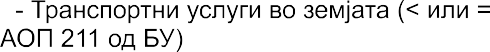 - Транспортни услуги во земјата (< или =
АОП 211 од БУ)